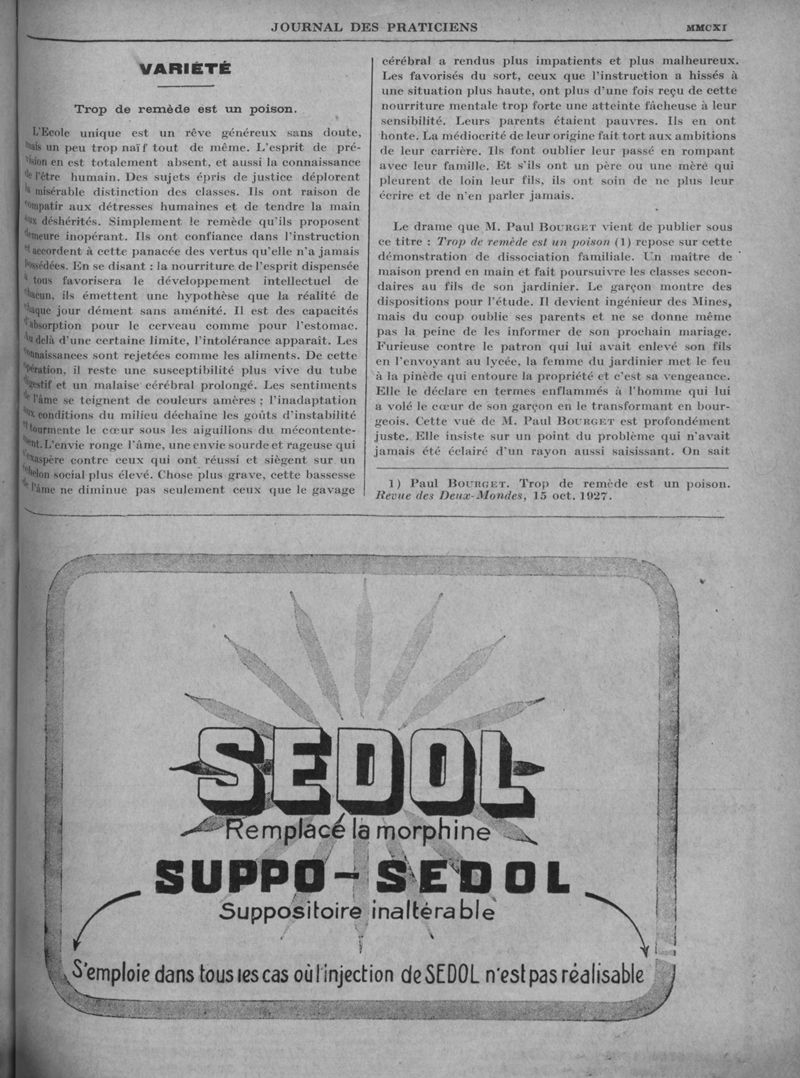 JOURNAL DES PRATICIENS
MMCXI
VARIÉTÉ
Trop de remède est un poison.
L'Ecole unique est un rêve généreux sans doute,
mais un peu trop naïf tout de même. L'esprit de pré-
vision en est totalement absent, et aussi la connaissance
de l'être humain. Des sujets épris de justice déplorent
la misérable distinction des classes. Ils ont raison de
compatir aux détresses humaines et de tendre la main
aux déshérités. Simplement le remède qu'ils proposent
demeure inopérant. Ils ont confiance dans l'instruction
et accordent à cette panacée des vertus qu'elle n'a jamais
possédées. En se disant : la nourriture de l'esprit dispensée
à tous favorisera le développement intellectuel de
chacun, ils émettent une hypothèse que la réalité de
chaque jour dément sans aménité. Il est des capacités
d'absorption pour le cerveau comme pour l'estomac.
Au delà d'une certaine limite, l'intolérance apparaît. Les
connaissances sont rejetées comme les aliments. De cette
opération, il reste une susceptibilité plus vive du tube
digestif et un malaise cérébral prolongé. Les sentiments
de l'âme se teignent de couleurs amères ; l'inadaptation
aux conditions du milieu déchaine les goûts d'instabilité
et tourmente le cœur sous les aiguilions du mécontente-
ment. L'envie ronge l'âme, une envie sourde et rageuse qui
exaspère contre ceux qui ont réussi et siègent sur un
échelon social plus élevé. Chose plus grave, cette bassesse
de l'âme ne diminue pas seulement ceux que le gavage
cérébral a rendus plus impatients et plus malheureux.
Les favorisés du sort, ceux que l'instruction a hissés à
une situation plus haute, ont plus d'une fois reçu de cette
nourriture mentale trop forte une atteinte fâcheuse à leur
sensibilité. Leurs parents étaient pauvres. Ils en ont
honte. La médiocrité de leur origine fait tort aux ambitions
de leur carrière. Ils font oublier leur passé en rompant
avec leur famille. Et s'ils ont un père ou une mère qui
pleurent de loin leur fils, ils ont soin de ne plus leur
écrire et de n'en parler jamais.
Le drame que M. Paul BOURGET vient de publier sous
ce titre : Trop de remède est un poison (1) repose sur cette
démonstration de dissociation familiale. Un maître de
maison prend en main et fait poursuivre les classes secon-
daires au fils de son jardinier. Le garçon montre des
dispositions pour l'étude. Il devient ingénieur des Mines,
mais du coup oublie ses parents et ne se donne même
pas la peine de les informer de son prochain mariage.
Furieuse contre le patron qui lui avait enlevé son fils
en l'envoyant au lycée, la femme du jardinier met le feu
à la pinède qui entoure la propriété et c'est sa vengeance.
Elle le déclare en termes enflammés à l'homme qui lui
a volé le cœur de son garçon en le transformant en bour-
geois. Cette vue de M. Paul BOURGET est profondément
juste. Elle insiste sur un point du problème qui n'avait
jamais été éclairé d'un rayon aussi saisissant. On sait
1) Paul BOURGET. Trop de remède est un poison.
Revue des Deux-Mondes, 15 oct. 1927.
SEDOL
Remplace la morphine
SUPPO-SEDOL
Suppositoire inaltérable
S'emploie dans tous les cas où l'injection de SEDOL n'est pas réalisable